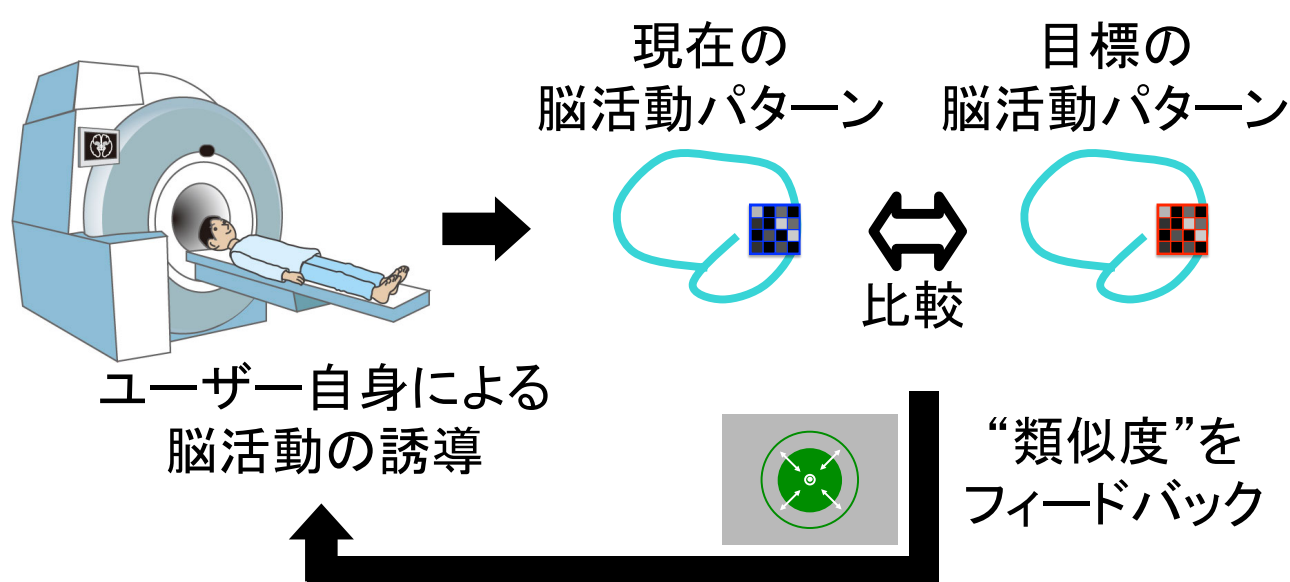 現在の
脳活動パターン
目標の
脳活動パターン
比較
ユーザー自身による
脳活動の誘導
“類似度”を
フィードバック